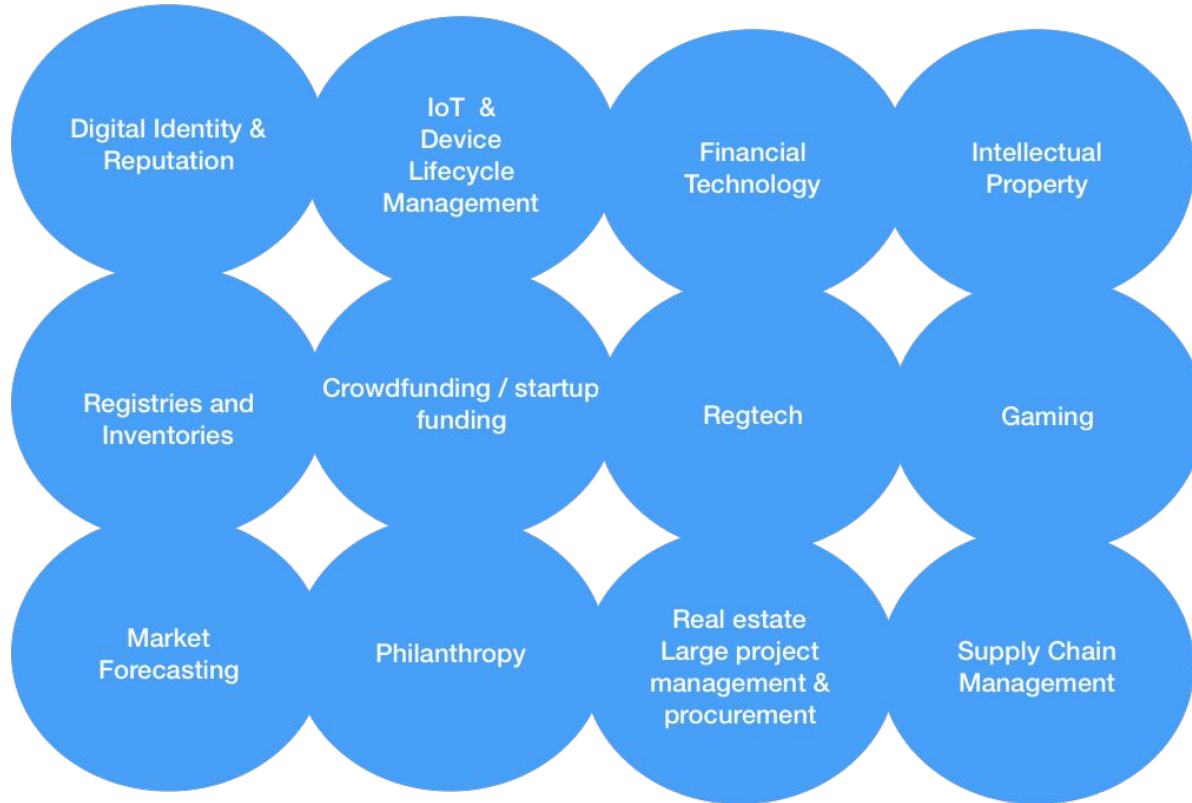 Digital Identity &
Reputation
IoT &
Device
Lifecycle
Management
Financial
Technology
Intellectual
Property
Registries and
Inventories
Crowdfunding / startup
funding
Regtech
Gaming
Market
Forecasting
Philanthropy
Real estate
Large project
management &
procurement
Supply Chain
Management